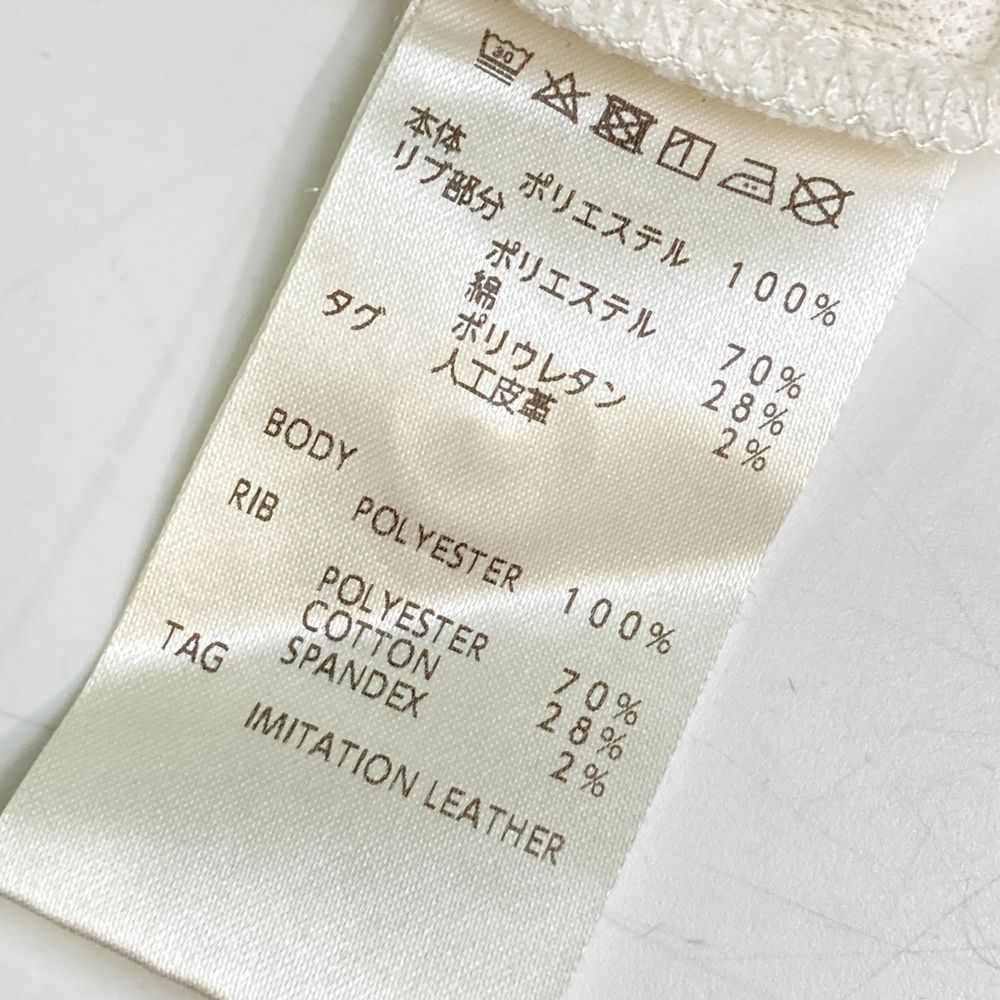 30
本体
ポリエステル 100%
リブ部分
ポリエステル 70%
綿 28%
ポリウレタン 2%
タグ
人工皮革
BODY
POLYESTER 100%
RIB
POLYESTER 70%
COTTON 28%
SPANDEX 2%
TAG
IMITATION LEATHER